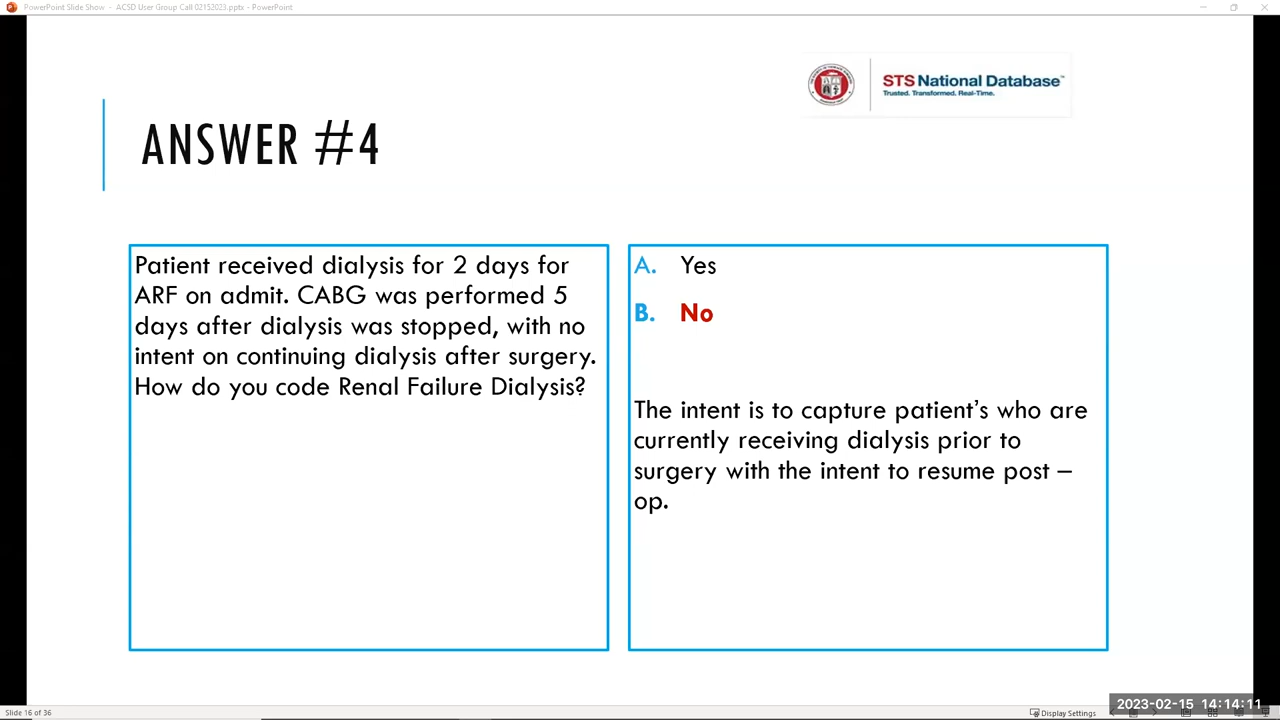 PowerPoint Slide Show - ACSD User Group Call 02152023.pptx - PowerPoint
STS National Database™
Trusted. Transformed. Real-Time.
ANSWER #4
Patient received dialysis for 2 days for
ARF on admit. CABG was performed 5
days after dialysis was stopped, with no
intent on continuing dialysis after surgery.
How do you code Renal Failure Dialysis?
A. Yes
B. No
The intent is to capture patient's who are
currently receiving dialysis prior to
surgery with the intent to resume post –
op.
2023-02-15 14:14:11
Slide 16 of 36
Display Settings